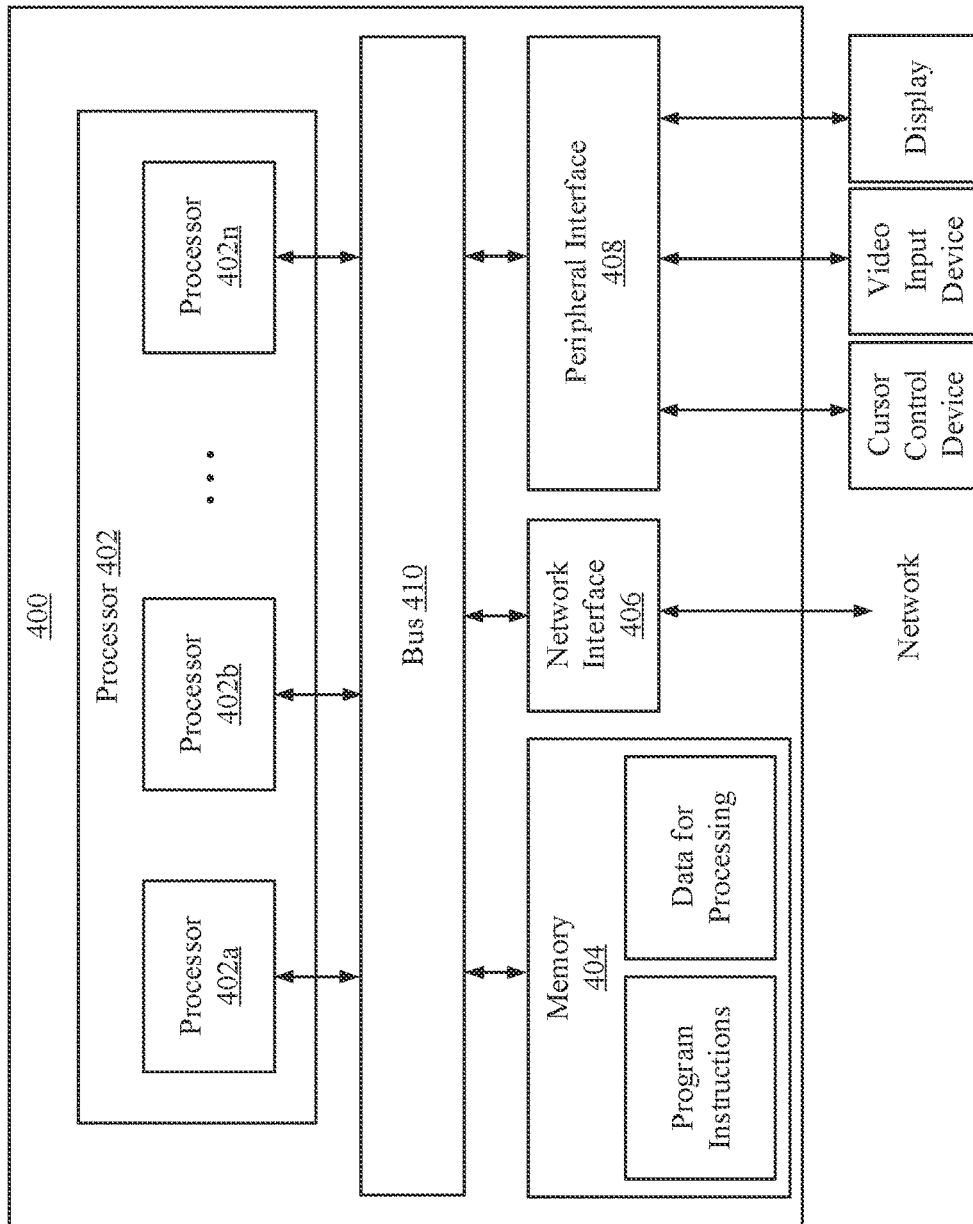 400
Processor 402
Processor
402a
Processor
402b
• • •
Processor
402n
Bus 410
Memory
404
Program
Instructions
Data for
Processing
Network
Interface
406
Peripheral Interface
408
Network
Cursor
Control
Device
Video
Input
Device
Display